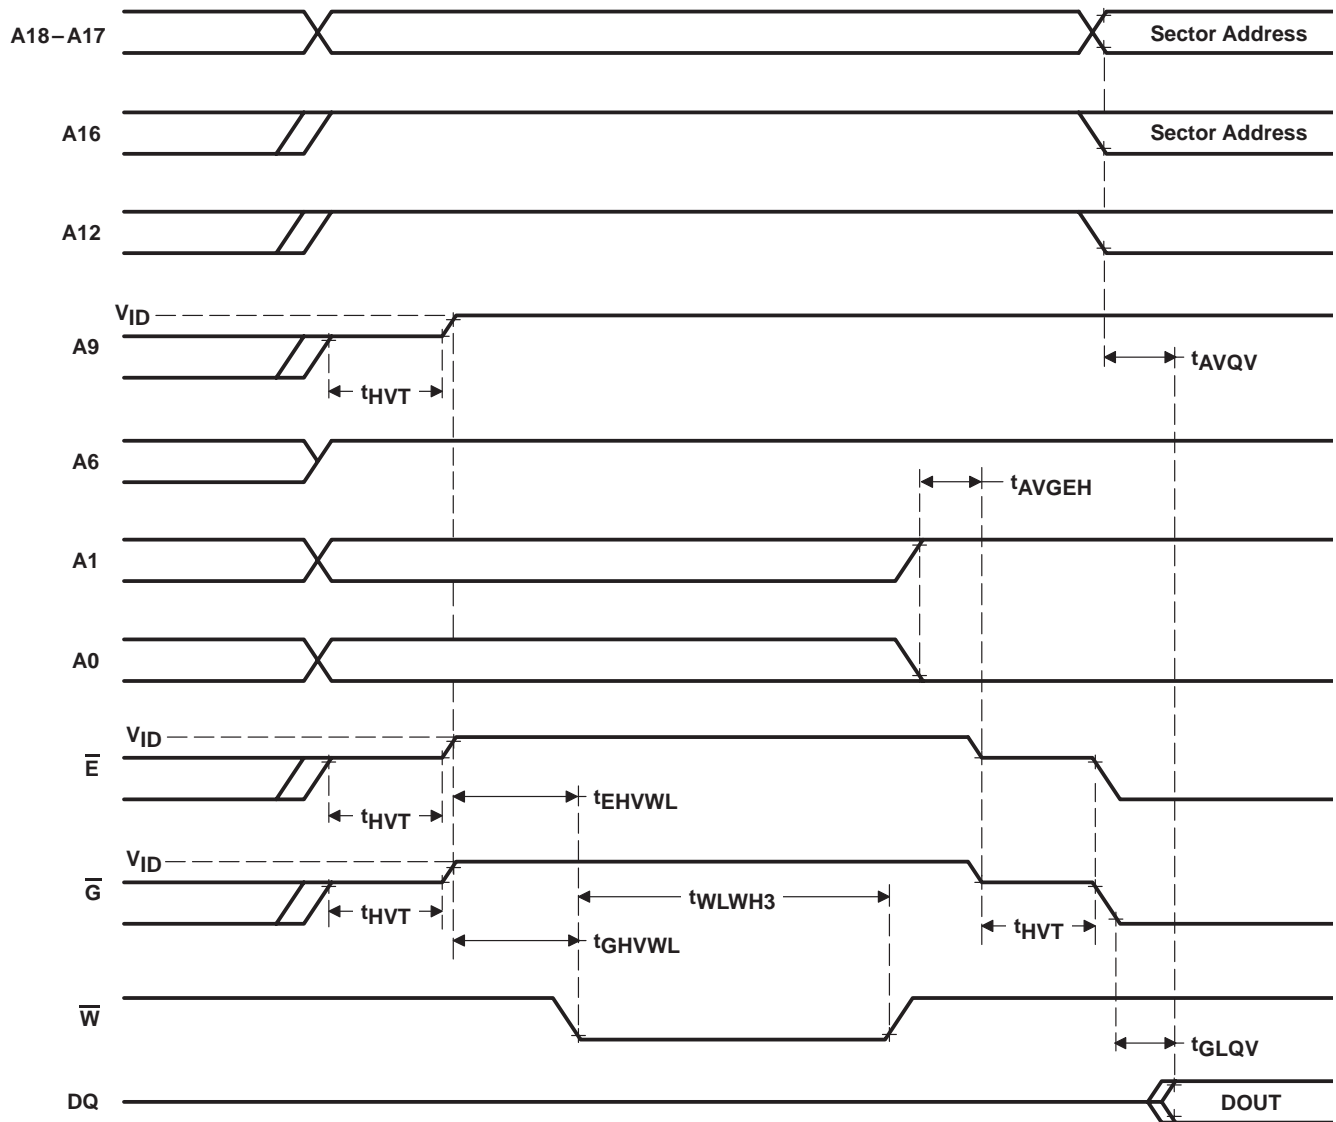 A18–A17
Sector Address
A16
Sector Address
A12
VID
A9
tHVT
tAVQV
A6
tAVGEH
A1
A0
VID
E̅
tEHVWL
tHVT
VID
G̅
tWLWH3
tHVT
tHVT
tGHVWL
W̅
tGLQV
DQ
DOUT